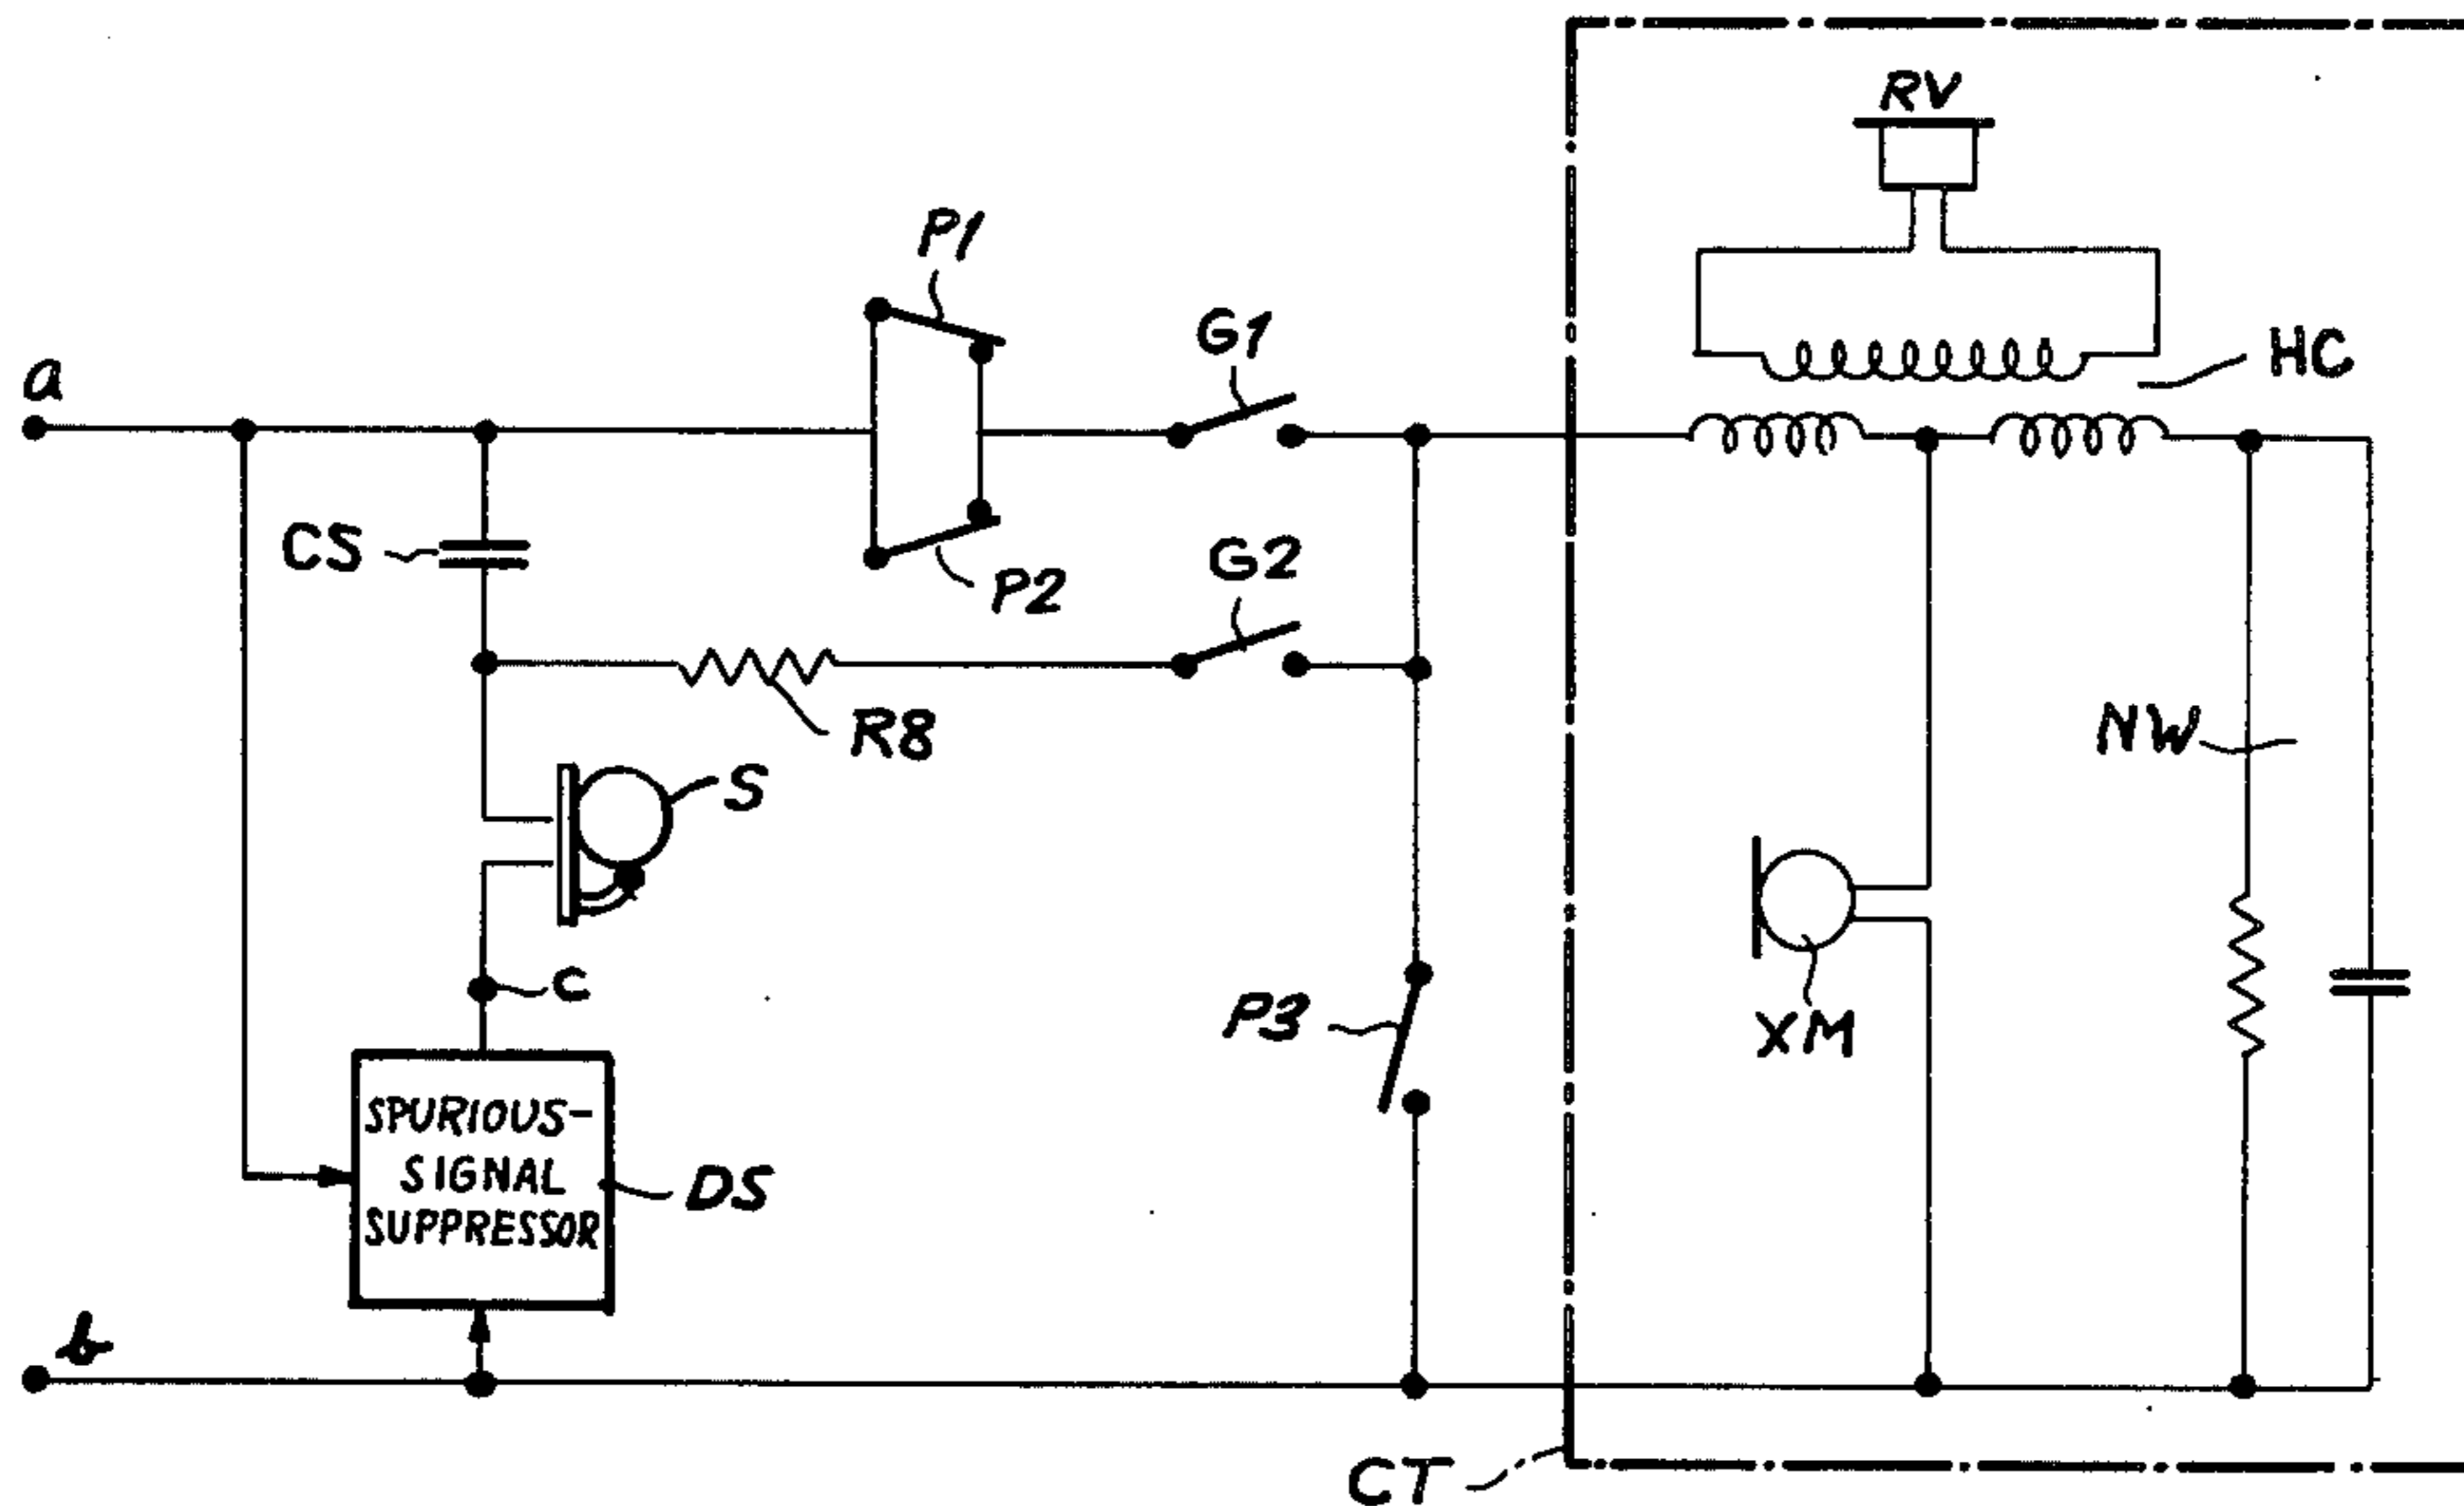 RV
P1
G1
HC
a
CS
G2
P2
R8
NW
S
C
P3
XM
SPURIOUS-
SIGNAL
SUPPRESSOR
DS
b
CT